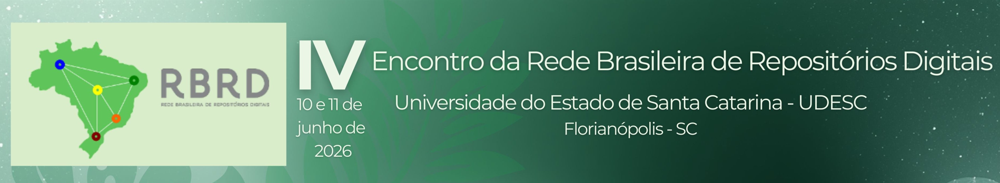 RBRD
REDE BRASILEIRA DE REPOSITÓRIOS DIGITAIS
IV
10 e 11 de
junho de
2026
Encontro da Rede Brasileira de Repositórios Digitais
Universidade do Estado de Santa Catarina - UDESC
Florianópolis - SC